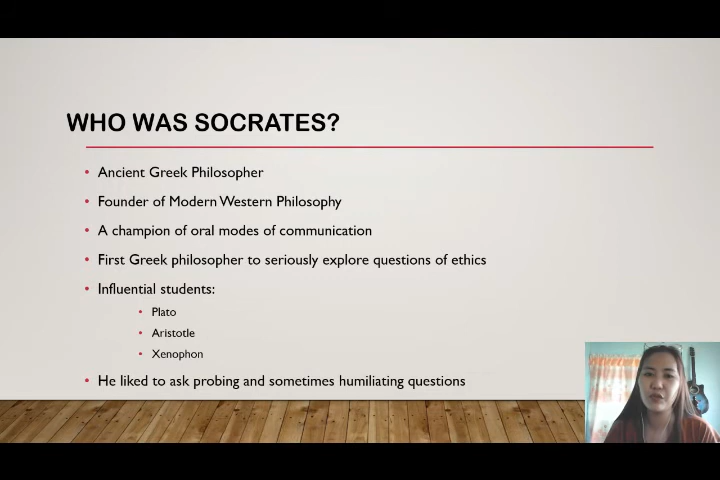 WHO WAS SOCRATES?
• Ancient Greek Philosopher
• Founder of Modern Western Philosophy
• A champion of oral modes of communication
• First Greek philosopher to seriously explore questions of ethics
• Influential students:
• Plato
• Aristotle
• Xenophon
• He liked to ask probing and sometimes humiliating questions